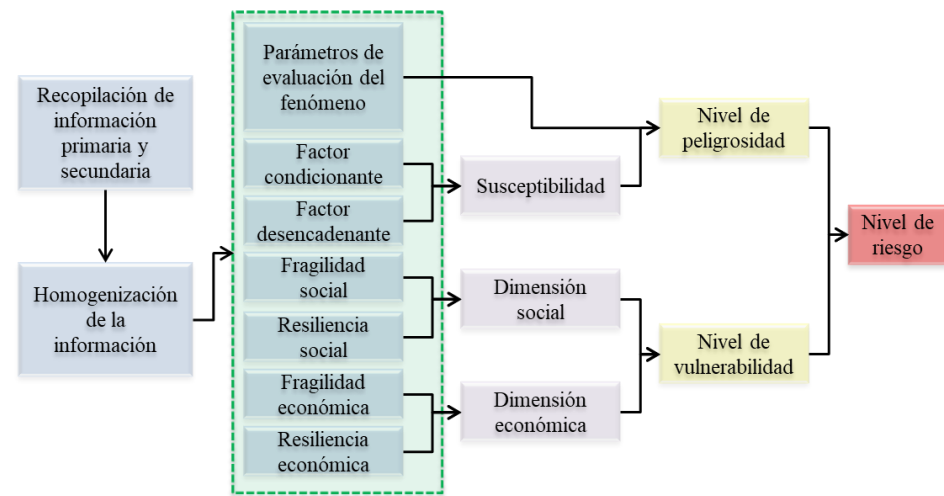 Recopilación de
información
primaria y
secundaria
Homogenización
de la
información
Parámetros de
evaluación del
fenómeno
Factor
condicionante
Factor
desencadenante
Fragilidad
social
Resiliencia
social
Fragilidad
económica
Resiliencia
económica
Susceptibilidad
Dimensión
social
Dimensión
económica
Nivel de
peligrosidad
Nivel de
vulnerabilidad
Nivel de
riesgo